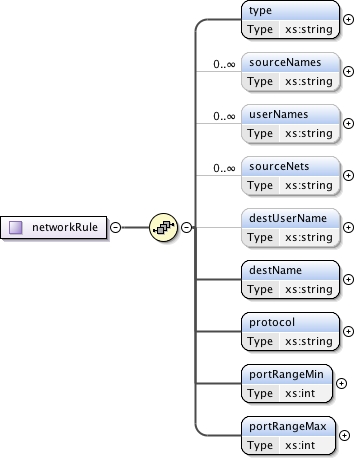 type
Type xs:string
0..∞ sourceNames
Type xs:string
0..∞ userNames
Type xs:string
0..∞ sourceNets
Type xs:string
destUserName
Type xs:string
networkRule
destName
Type xs:string
protocol
Type xs:string
portRangeMin
Type xs:int
portRangeMax
Type xs:int